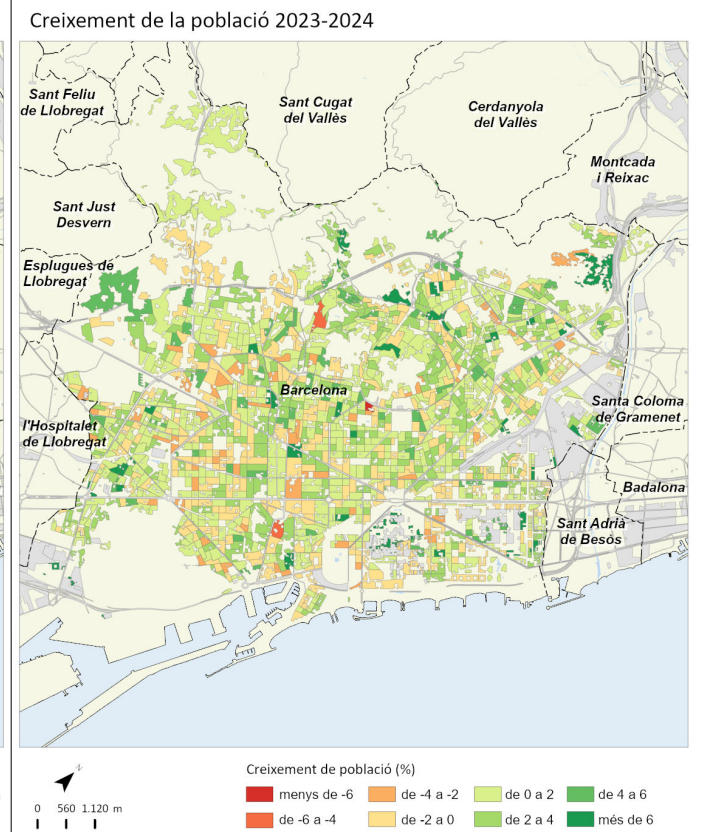 Creixement de la població 2023-2024
Sant Feliu
de Llobregat
Sant Cugat
del Vallès
Cerdanyola
del Vallès
Montcada
i Reixac
Sant Just
Desvern
Esplugues de
Llobregat
Barcelona
Santa Coloma
de Gramenet
l'Hospitalet
de Llobregat
Badalona
Sant Adrià
de Besòs
N
0 560 1.120 m
Creixement de població (%)
menys de -6
de -4 a -2
de 0 a 2
de 4 a 6
de -6 a -4
de -2 a 0
de 2 a 4
més de 6